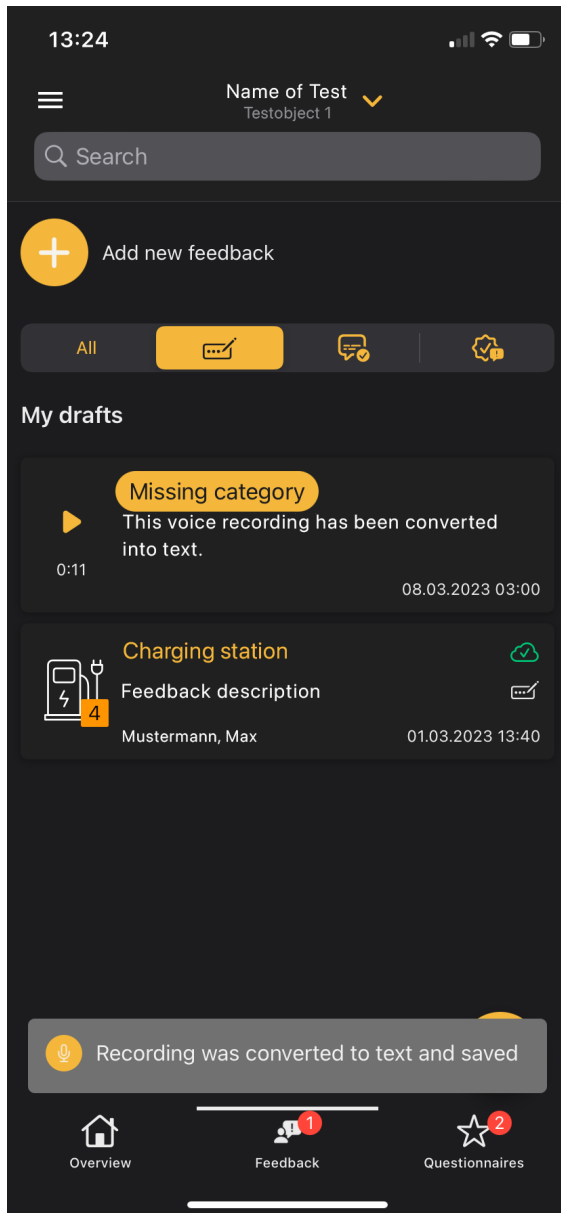 13:24
Name of Test
Testobject 1
Search
Add new feedback
All
My drafts
Missing category
This voice recording has been converted
into text.
0:11
08.03.2023 03:00
Charging station
Feedback description
4
Mustermann, Max
01.03.2023 13:40
Recording was converted to text and saved
1
2
Overview
Feedback
Questionnaires